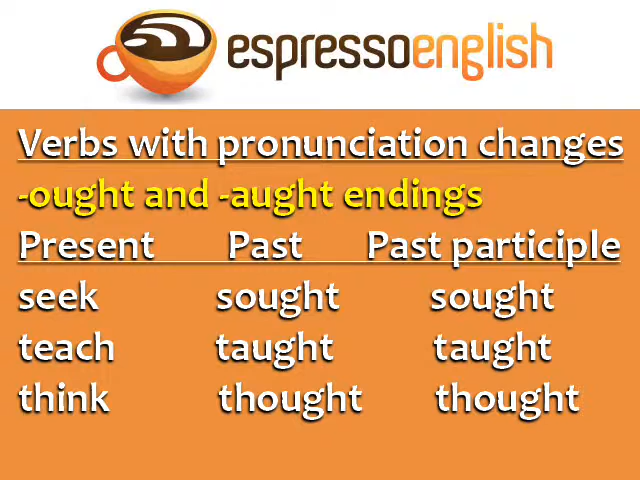 espressoenglish
Verbs with pronunciation changes
-ought and -aught endings
Present Past Past participle
seek sought sought
teach taught taught
think thought thought